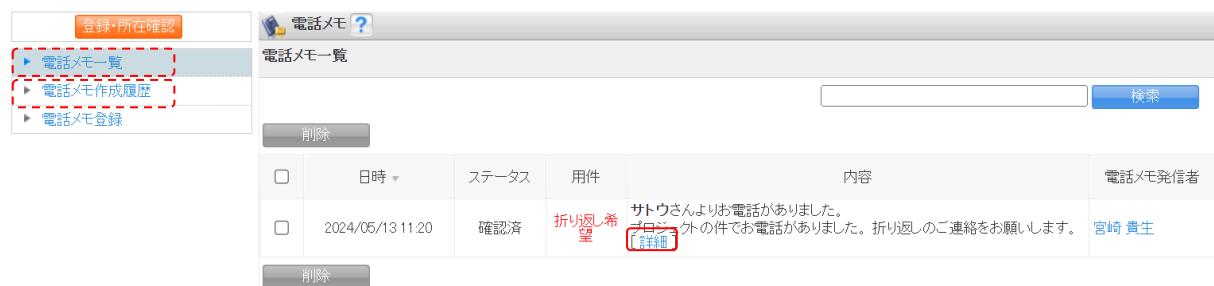 登録・所在確認
電話メモ一覧
電話メモ作成履歴
電話メモ登録
電話メモ ?
電話メモ一覧
検索
削除
日時 ステータス 用件 内容 電話メモ発信者
2024/05/13 11:20 確認済 折り返し希望 サトウさんよりお電話がありました。
プロジェクトの件でお電話がありました。折り返しのご連絡をお願いします。 宮崎 貴生
[ 詳細 ]
削除